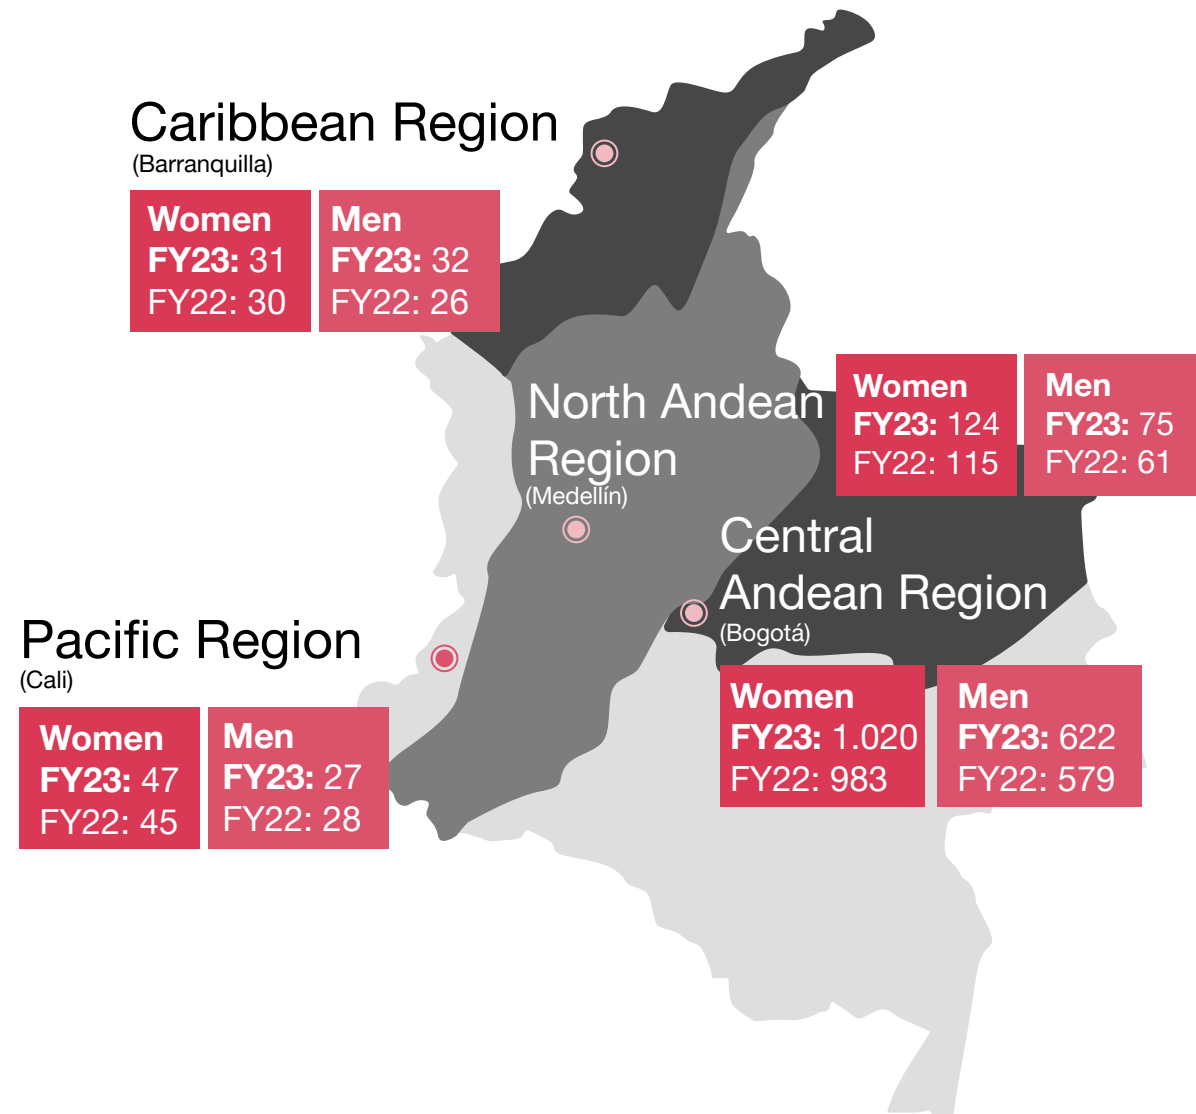 Caribbean Region
(Barranquilla)
Women
FY23: 31
FY22: 30
Men
FY23: 32
FY22: 26
North Andean
Region
(Medellín)
Women
FY23: 124
FY22: 115
Men
FY23: 75
FY22: 61
Central
Andean Region
(Bogotá)
Women
FY23: 1.020
FY22: 983
Men
FY23: 622
FY22: 579
Pacific Region
(Cali)
Women
FY23: 47
FY22: 45
Men
FY23: 27
FY22: 28